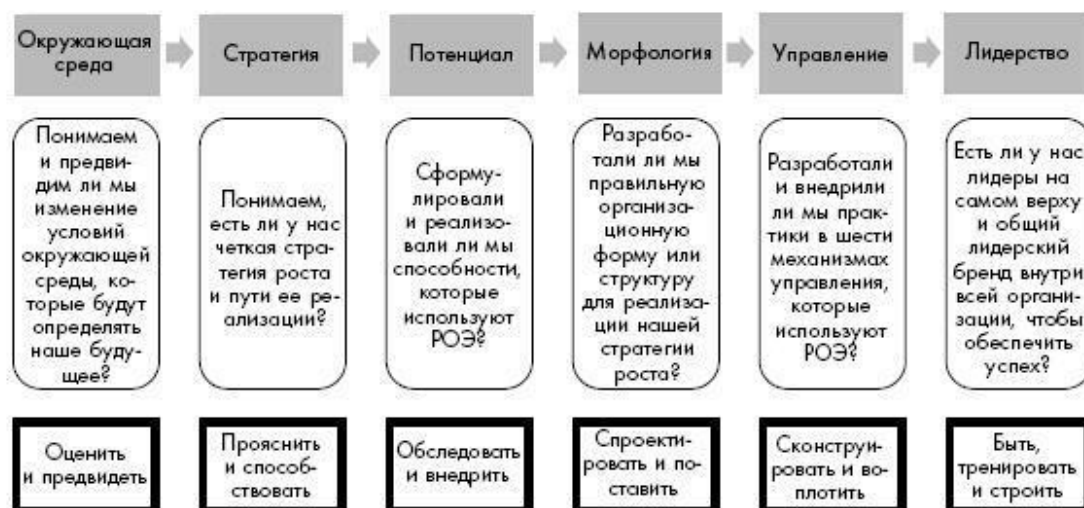 Окружающая
среда
Стратегия
Потенциал
Морфология
Управление
Лидерство
Понимаем
и предви-
дим ли мы
изменение
условий
окружающей
среды, ко-
торые будут
определять
наше буду-
щее?
Понимаем,
есть ли у нас
четкая стра-
тегия роста
и пути ее ре-
ализации?
Сформу-
лировали
и реализо-
вали ли мы
способности,
которые
используют
РОЭ?
Разрабо-
тали ли мы
правильную
организа-
ционную
форму или
структуру
для реализа-
ции нашей
стратегии
роста?
Разработали
и внедрили
ли мы прак-
тики в шести
механизмах
управления,
которые
используют
РОЭ?
Есть ли у нас
лидеры на
самом верху
и общий
лидерский
бренд внутри
всей органи-
зации, чтобы
обеспечить
успех?
Оценить
и предвидеть
Прояснить
и способ-
ствовать
Обследовать
и внедрить
Спроекти-
ровать и по-
ставить
Сконструи-
ровать и во-
плотить
Быть,
тренировать
и строить